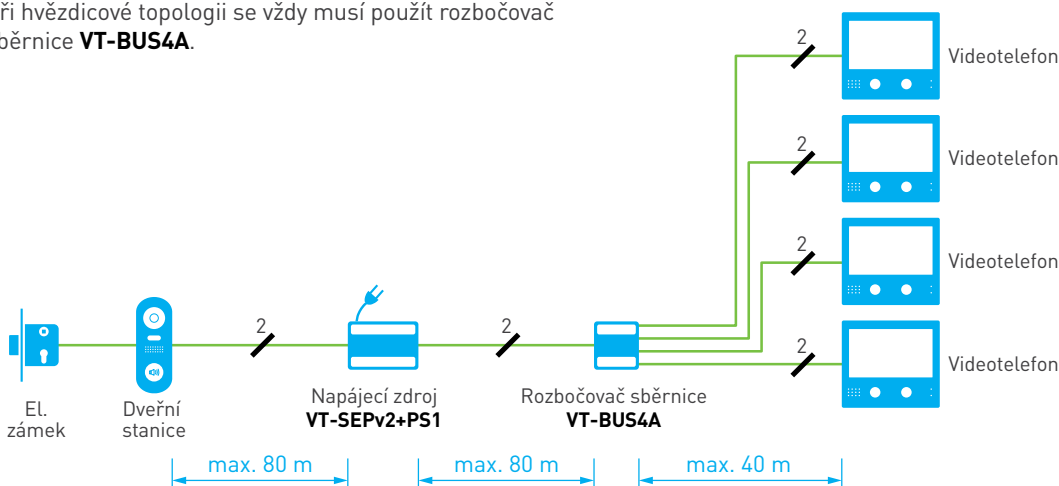 ři hvězdicové topologii se vždy musí použít rozbočovač
běrnice VT-BUS4A.
2
Videotelefon
2
Videotelefon
2
Videotelefon
2
2
2
Videotelefon
El.
zámek
Dveřní
stanice
Napájecí zdroj
VT-SEPv2+PS1
Rozbočovač sběrnice
VT-BUS4A
max. 80 m
max. 80 m
max. 40 m